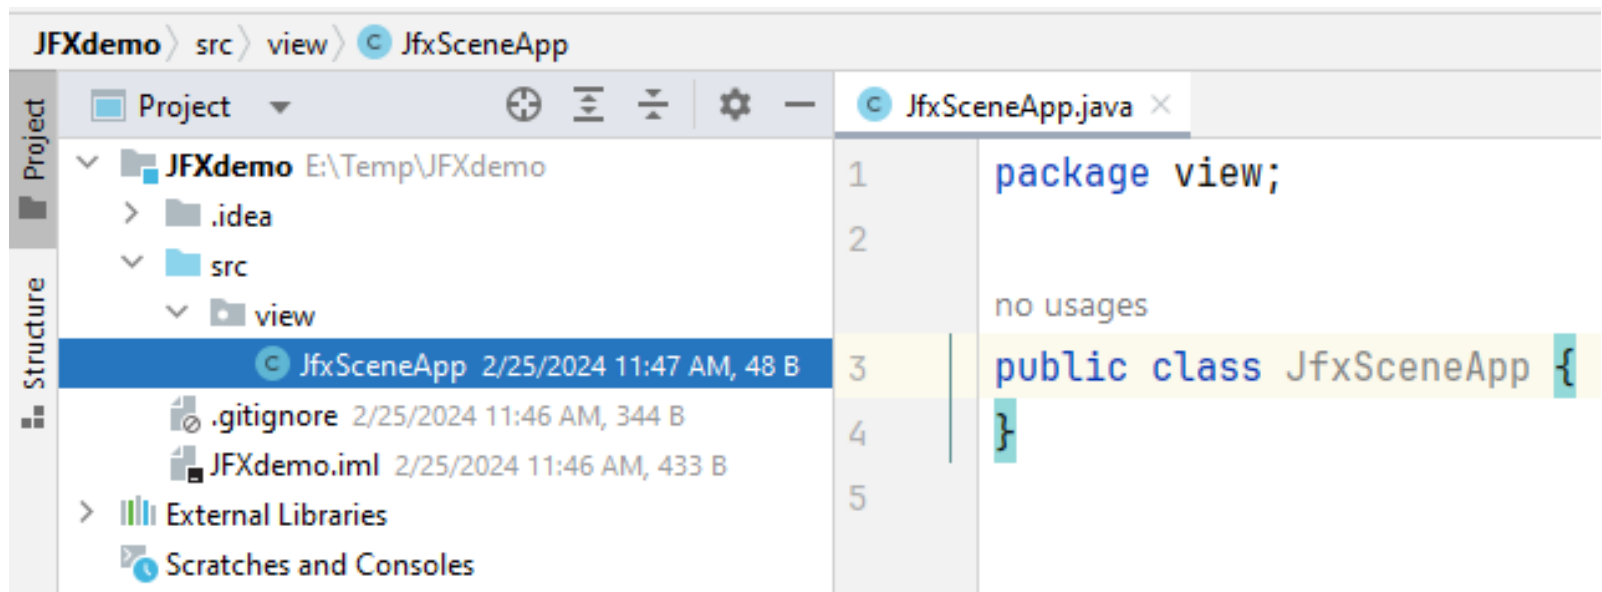 JFXdemo src view C JfxSceneApp
Project
Structure
Project
JFXdemo E:\Temp\JFXdemo
.idea
src
view
C JfxSceneApp 2/25/2024 11:47 AM, 48 B
.gitignore 2/25/2024 11:46 AM, 344 B
JFXdemo.iml 2/25/2024 11:46 AM, 433 B
External Libraries
Scratches and Consoles
C JfxSceneApp.java
1 package view;
2
no usages
3 public class JfxSceneApp {
4 }
5